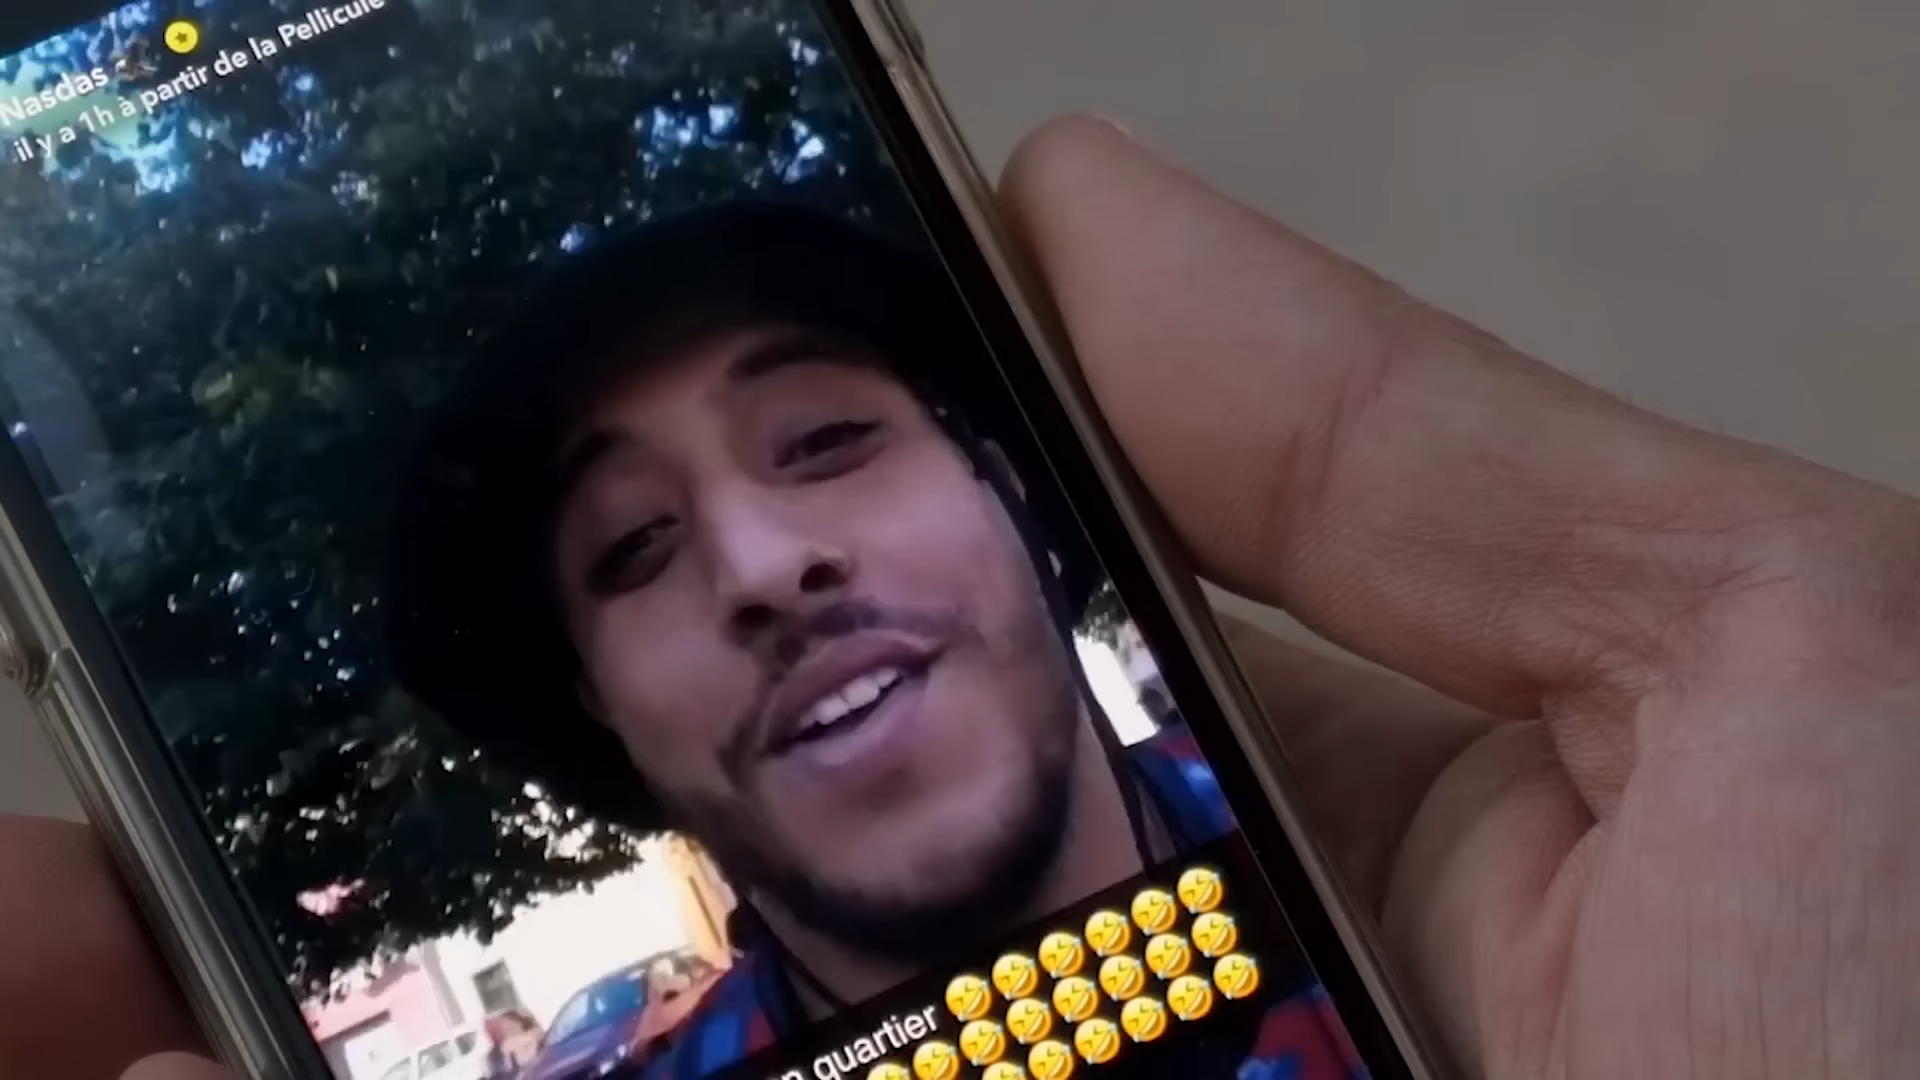 Nasdas
il y a 1h à partir de la Pellicule
quartier 🤣🤣🤣🤣🤣🤣
🤣🤣🤣🤣🤣🤣🤣🤣
🤣🤣🤣🤣🤣🤣